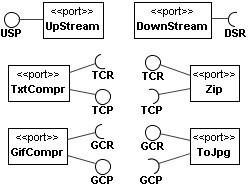 <<port>>
UpStream
USP
<<port>>
DownStream
DSR
<<port>>
TxtCompr
TCR
TCP
TCR
TCP
<<port>>
Zip
<<port>>
GifCompr
GCR
GCP
GCR
GCP
<<port>>
ToJpg